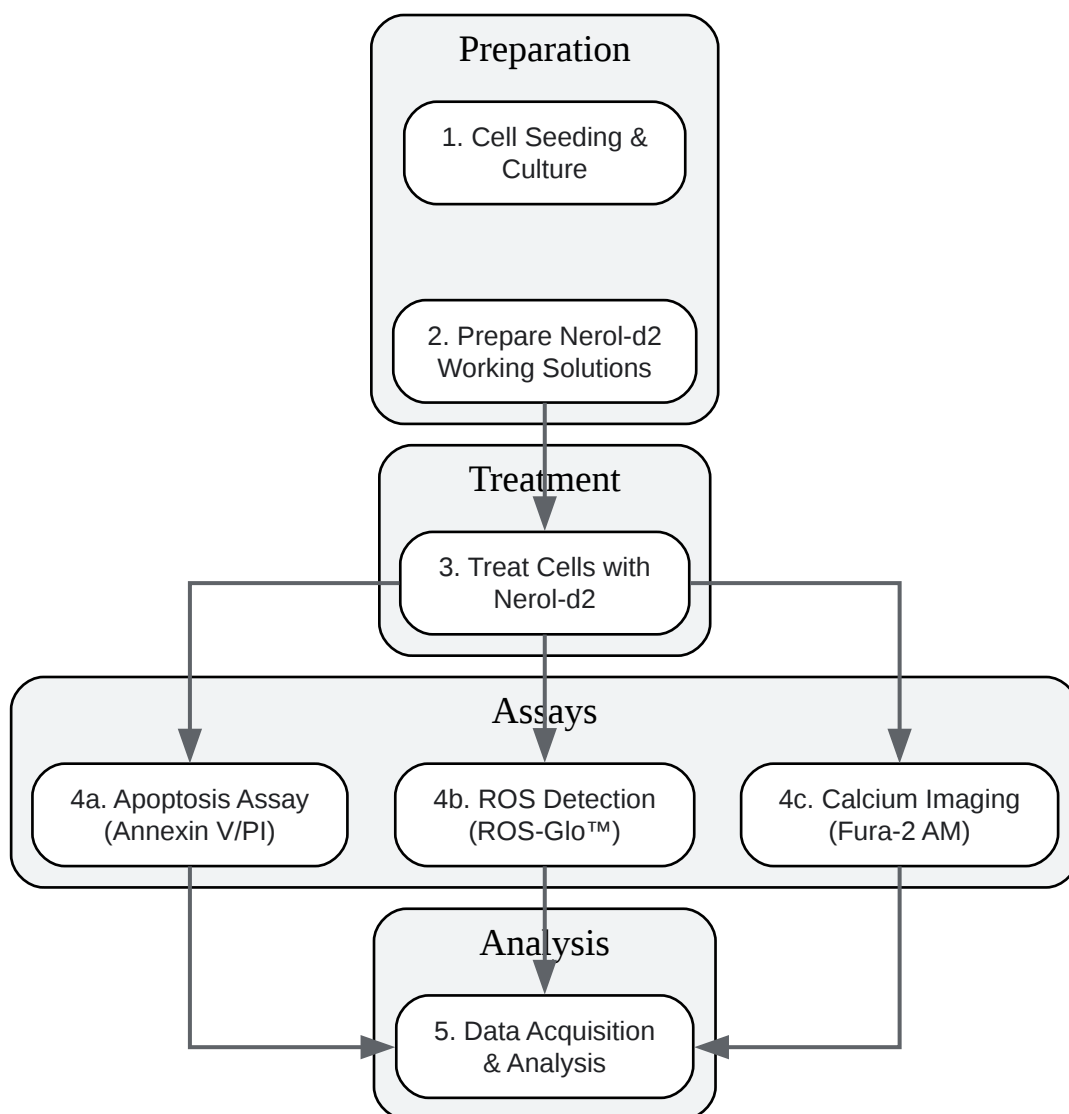 Preparation
1. Cell Seeding &
Culture
2. Prepare Nerol-d2
Working Solutions
Treatment
3. Treat Cells with
Nerol-d2
Assays
4a. Apoptosis Assay
(Annexin V/PI)
4b. ROS Detection
(ROS-Glo™)
4c. Calcium Imaging
(Fura-2 AM)
Analysis
5. Data Acquisition
& Analysis